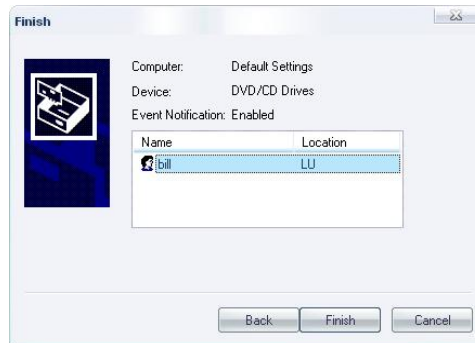 Finish
Computer: Default Settings
Device: DVD/CD Drives
Event Notification: Enabled
Name Location
bill LU
Back Finish Cancel